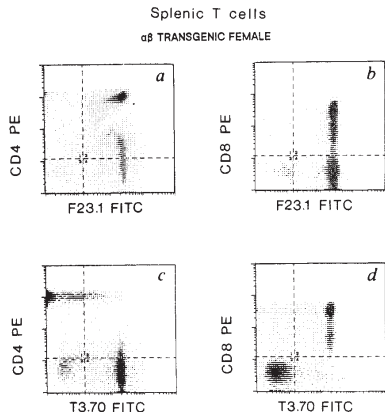 Splenic T cells
αβ TRANSGENIC FEMALE
a
CD4 PE
F23.1 FITC
b
CD8 PE
F23.1 FITC
c
CD4 PE
T3.70 FITC
d
CD8 PE
T3.70 FITC